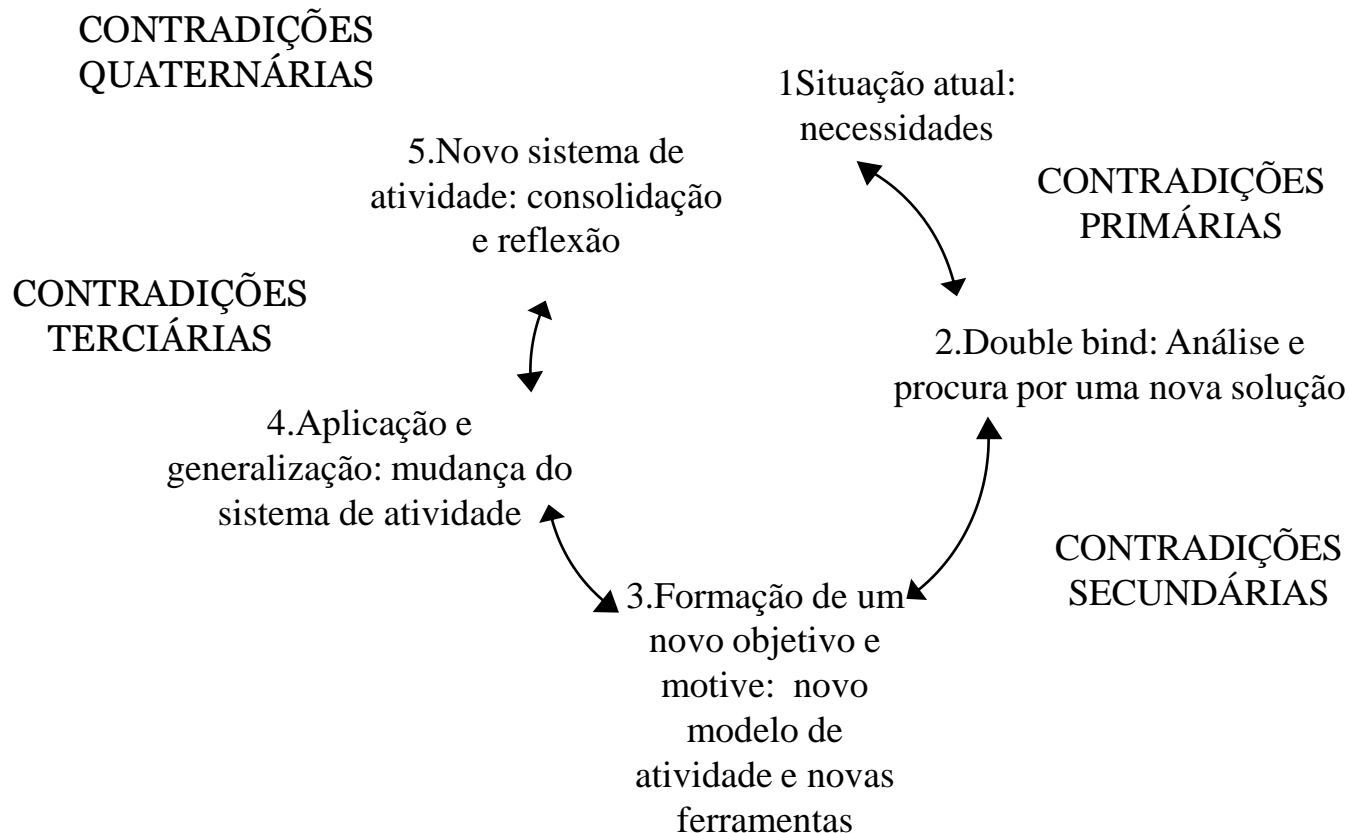 CONTRADIÇÕES
QUATERNÁRIAS
1Situação atual:
necessidades
5.Novo sistema de
atividade: consolidação
e reflexão
CONTRADIÇÕES
PRIMÁRIAS
CONTRADIÇÕES
TERCIÁRIAS
2.Double bind: Análise e
procura por uma nova solução
4.Aplicação e
generalização: mudança do
sistema de atividade
CONTRADIÇÕES
SECUNDÁRIAS
3.Formação de um
novo objetivo e
motive: novo
modelo de
atividade e novas
ferramentas